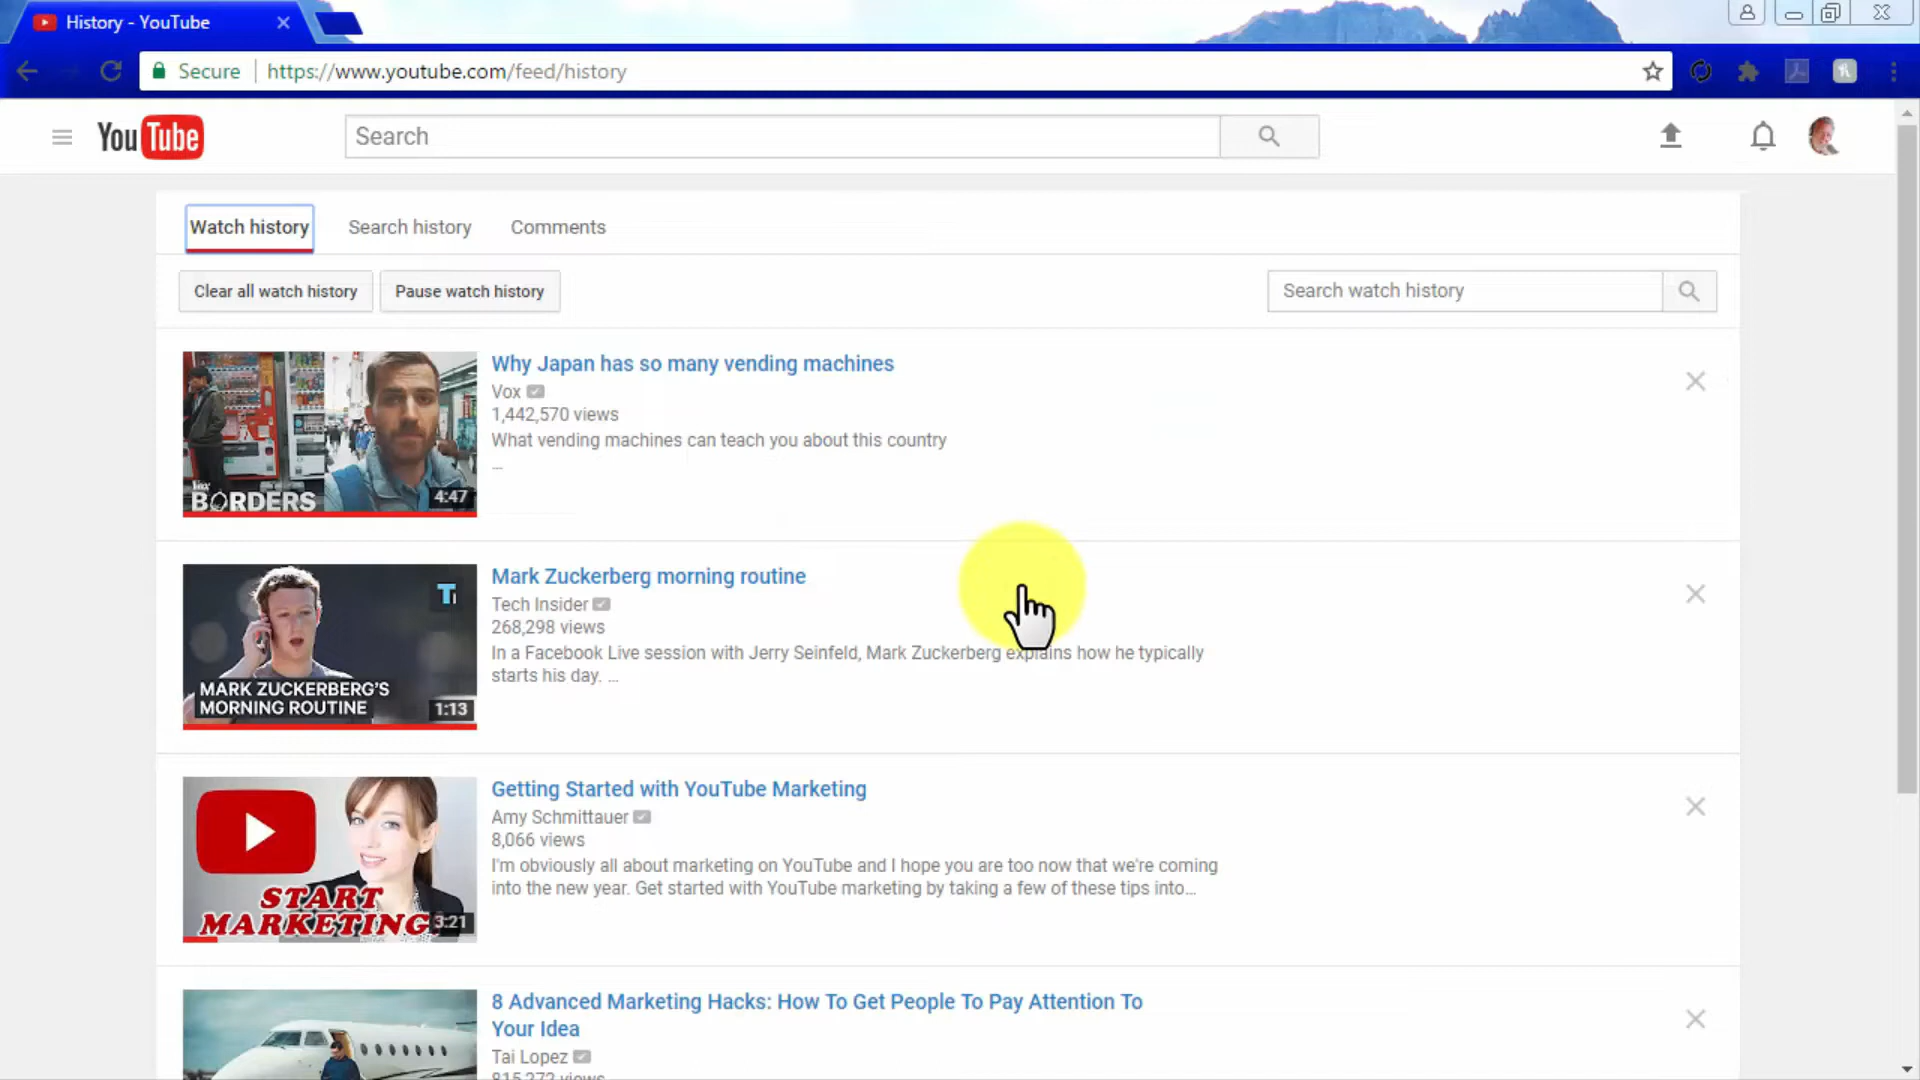 History - YouTube
Secure
https://www.youtube.com/feed/history
YouTube
Search
Watch history
Search history
Comments
Clear all watch history
Pause watch history
Search watch history
Why Japan has so many vending machines
Vox
1,442,570 views
What vending machines can teach you about this country
...
Vox
BORDERS
4:47
Mark Zuckerberg morning routine
Tech Insider
268,298 views
In a Facebook Live session with Jerry Seinfeld, Mark Zuckerberg explains how he typically
starts his day. ...
TI
MARK ZUCKERBERG'S
MORNING ROUTINE
1:13
Getting Started with YouTube Marketing
Amy Schmittauer
8,066 views
I'm obviously all about marketing on YouTube and I hope you are too now that we're coming
into the new year. Get started with YouTube marketing by taking a few of these tips into...
START
MARKETING
3:21
8 Advanced Marketing Hacks: How To Get People To Pay Attention To
Your Idea
Tai Lopez
815,272 views